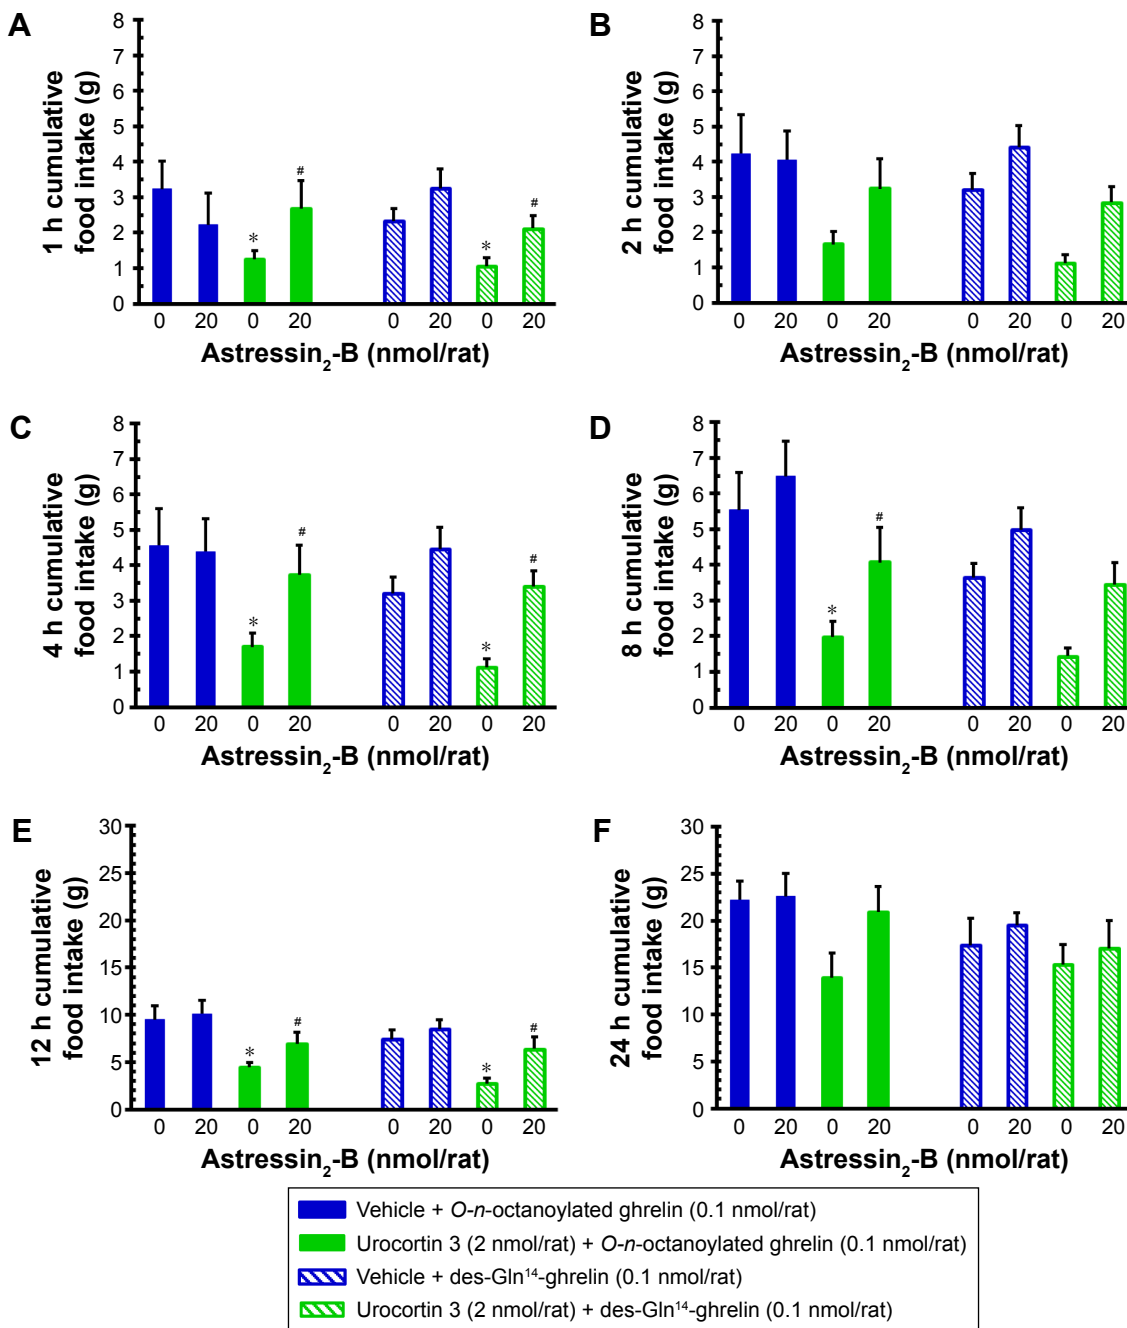 A
1 h cumulative
food intake (g)
8
7
6
5
4
3
2
1
0
*
#
*
#
0 20 0 20 0 20 0 20
Astressin₂-B (nmol/rat)
B
2 h cumulative
food intake (g)
8
7
6
5
4
3
2
1
0
0 20 0 20 0 20 0 20
Astressin₂-B (nmol/rat)
C
4 h cumulative
food intake (g)
8
7
6
5
4
3
2
1
0
*
#
*
#
0 20 0 20 0 20 0 20
Astressin₂-B (nmol/rat)
D
8 h cumulative
food intake (g)
8
7
6
5
4
3
2
1
0
*
#
0 20 0 20 0 20 0 20
Astressin₂-B (nmol/rat)
E
12 h cumulative
food intake (g)
30
25
20
15
10
5
0
*
#
*
#
0 20 0 20 0 20 0 20
Astressin₂-B (nmol/rat)
F
24 h cumulative
food intake (g)
30
25
20
15
10
5
0
0 20 0 20 0 20 0 20
Astressin₂-B (nmol/rat)
Vehicle + O-n-octanoylated ghrelin (0.1 nmol/rat)
Urocortin 3 (2 nmol/rat) + O-n-octanoylated ghrelin (0.1 nmol/rat)
Vehicle + des-Gln¹⁴-ghrelin (0.1 nmol/rat)
Urocortin 3 (2 nmol/rat) + des-Gln¹⁴-ghrelin (0.1 nmol/rat)